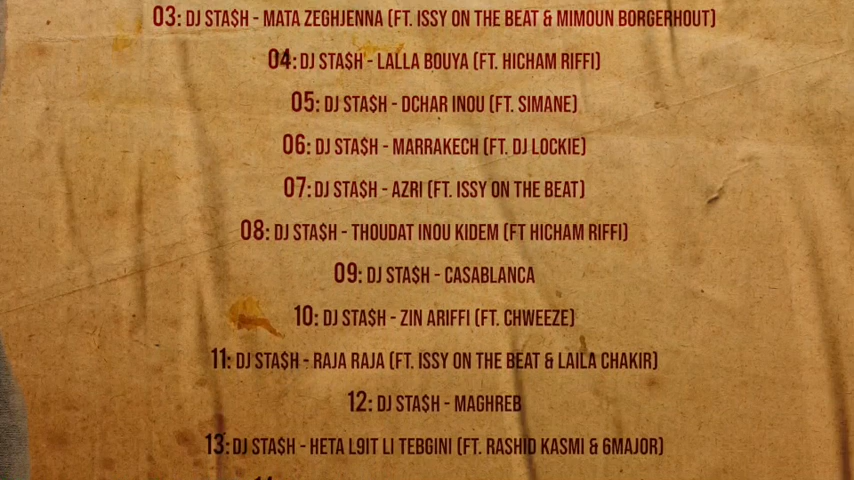 03: DJ STA$H - MATA ZEGHJENNA (FT. ISSY ON THE BEAT & MIMOUN BORGERHOUT)
04: DJ STA$H - LALLA BOUYA (FT. HICHAM RIFFI)
05: DJ STA$H - DCHAR INOU (FT. SIMANE)
06: DJ STA$H - MARRAKECH (FT. DJ LOCKIE)
07: DJ STA$H - AZRI (FT. ISSY ON THE BEAT)
08: DJ STA$H - THOUDAT INOU KIDEM (FT HICHAM RIFFI)
09: DJ STA$H - CASABLANCA
10: DJ STA$H - ZIN ARIFFI (FT. CHWEEZE)
11: DJ STA$H - RAJA RAJA (FT. ISSY ON THE BEAT & LAILA CHAKIR)
12: DJ STA$H - MAGHREB
13: DJ STA$H - HETA L9IT LI TEBGINI (FT. RASHID KASMI & 6MAJOR)